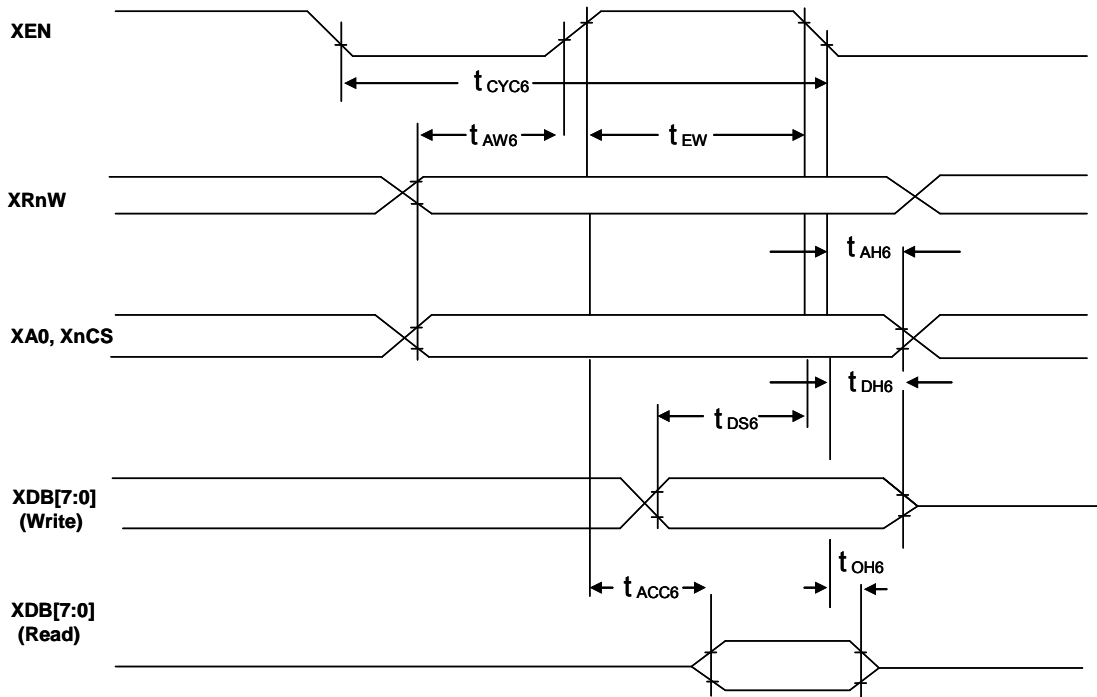 XEN
t CYC6
t AW6
t EW
XRnW
t AH6
XA0, XnCS
t DH6
t DS6
XDB[7:0]
(Write)
t OH6
t ACC6
XDB[7:0]
(Read)